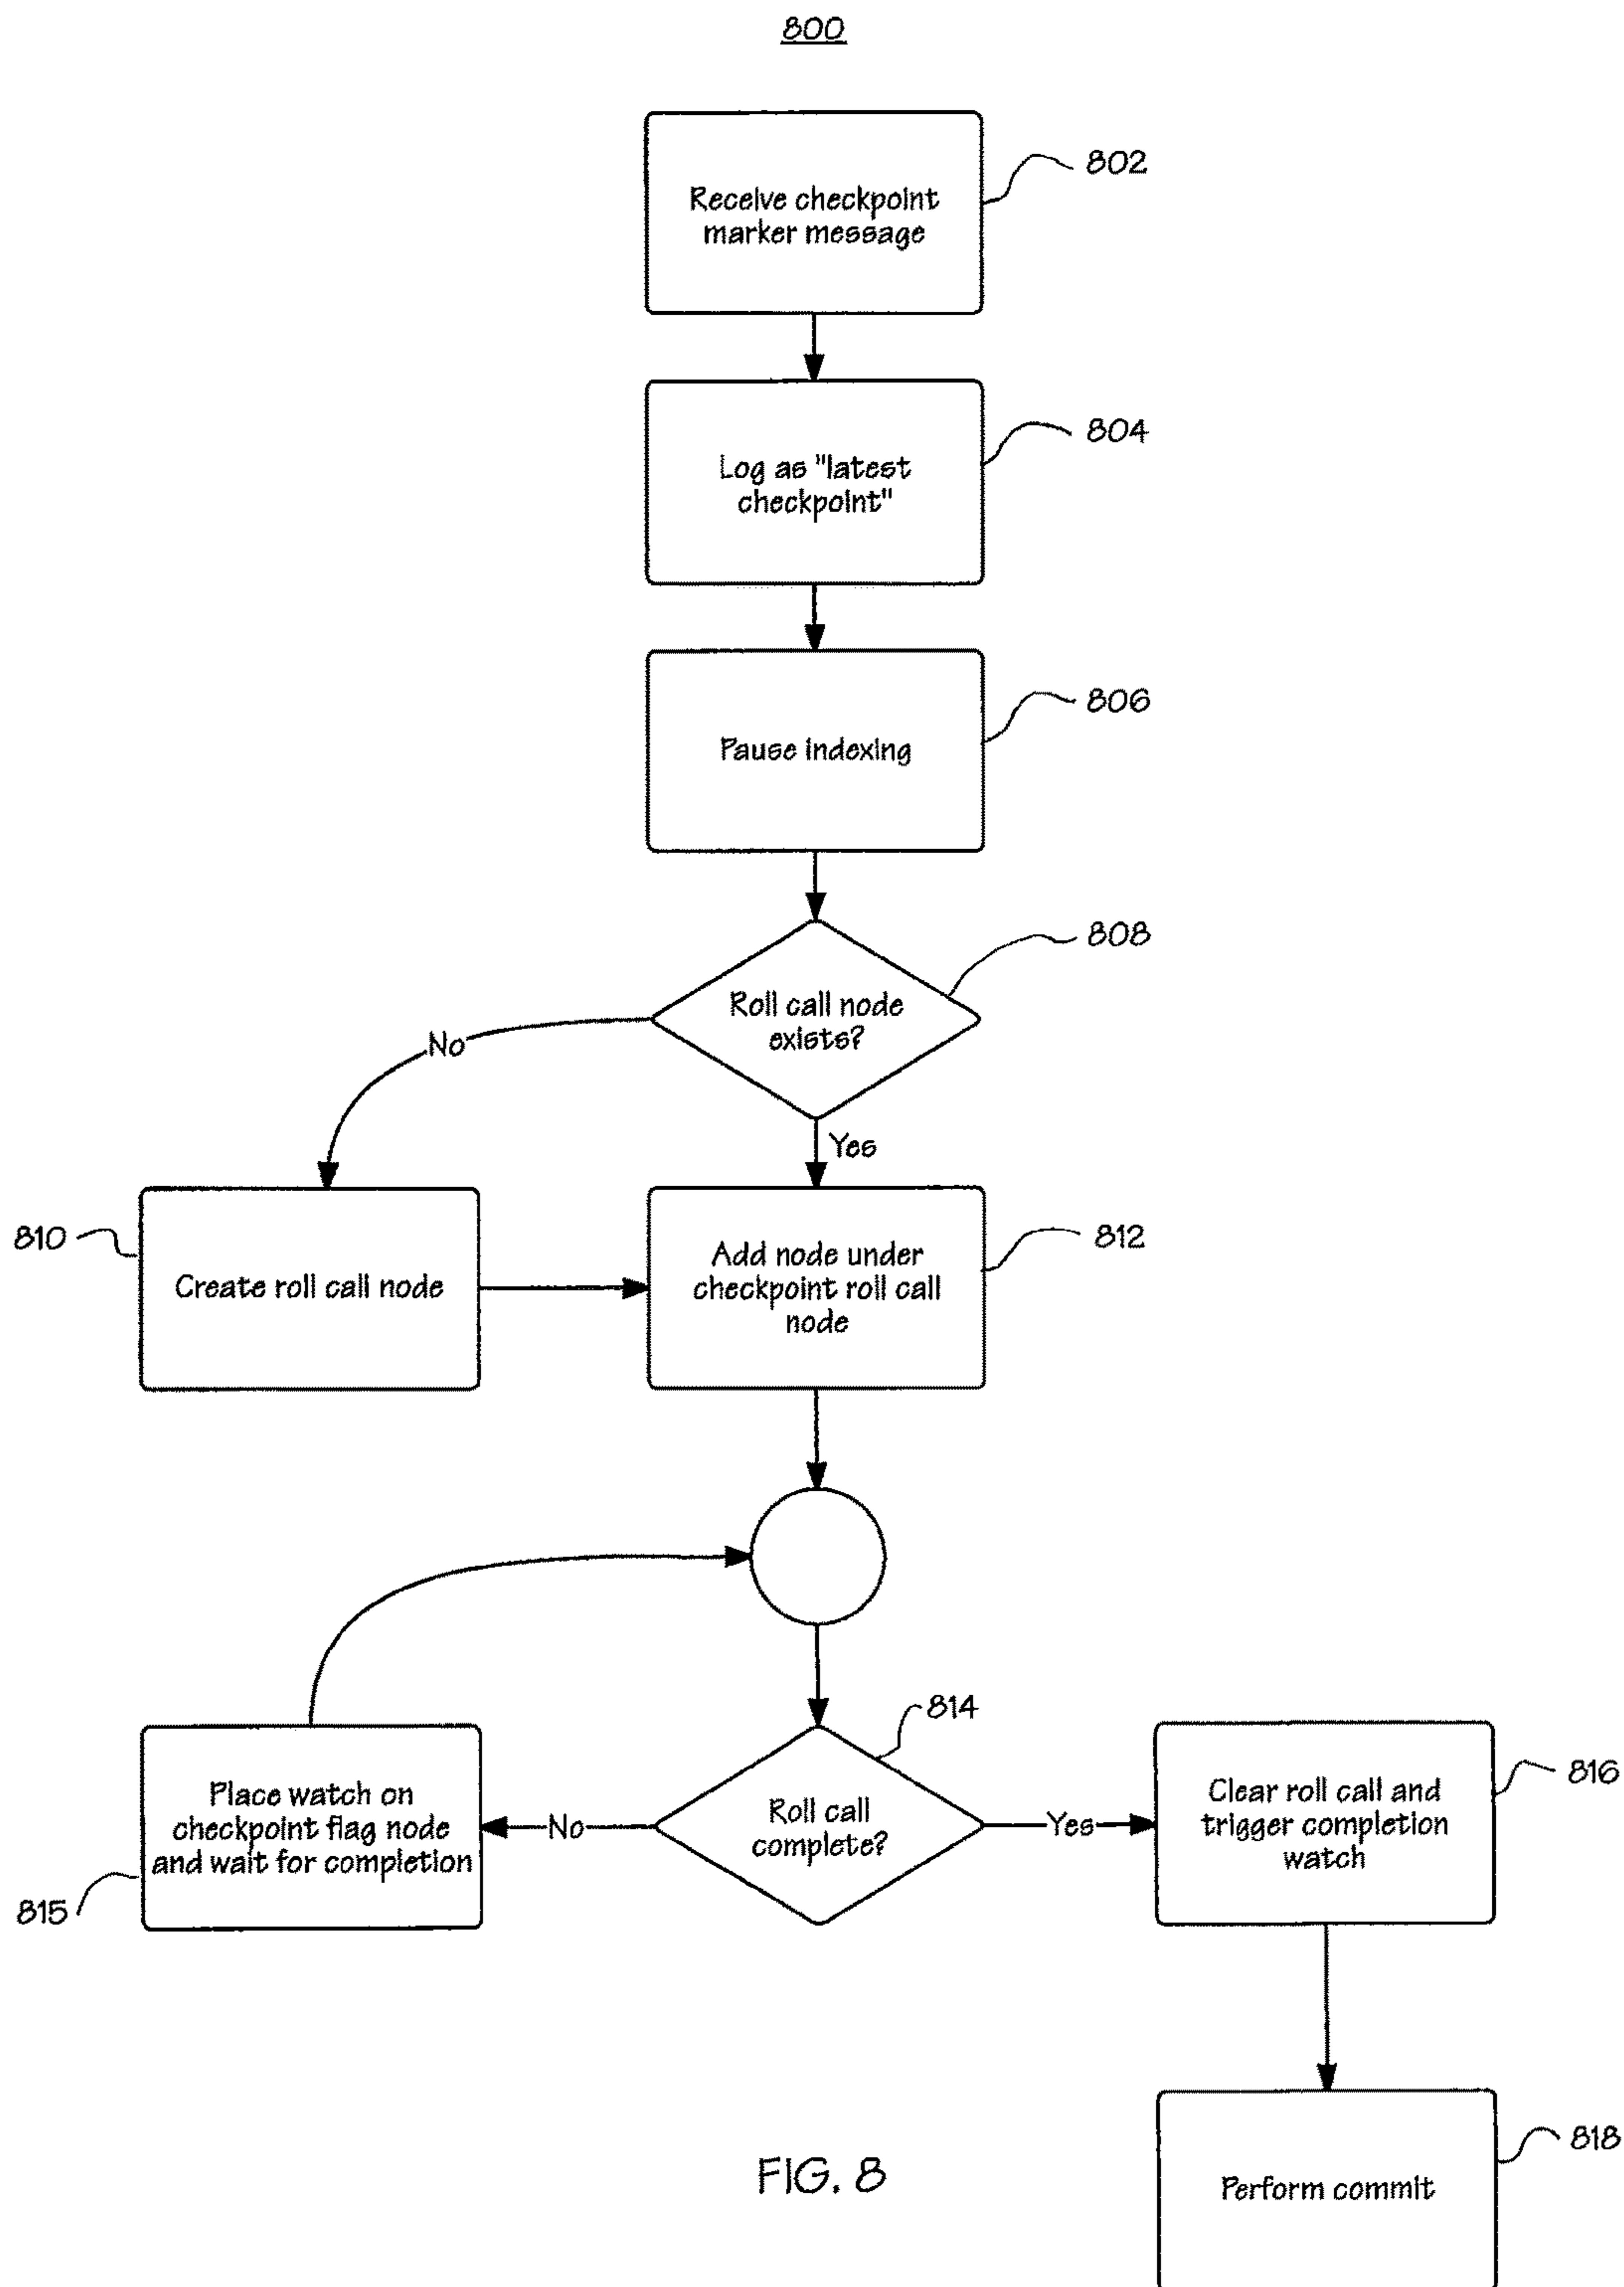 800
Receive checkpoint
marker message
802
Log as "latest
checkpoint"
804
Pause indexing
806
Roll call node
exists?
808
No
Yes
810
Create roll call node
Add node under
checkpoint roll call
node
812
Place watch on
checkpoint flag node
and wait for completion
815
No
Roll call
complete?
814
Yes
Clear roll call and
trigger completion
watch
816
Perform commit
818
FIG. 8